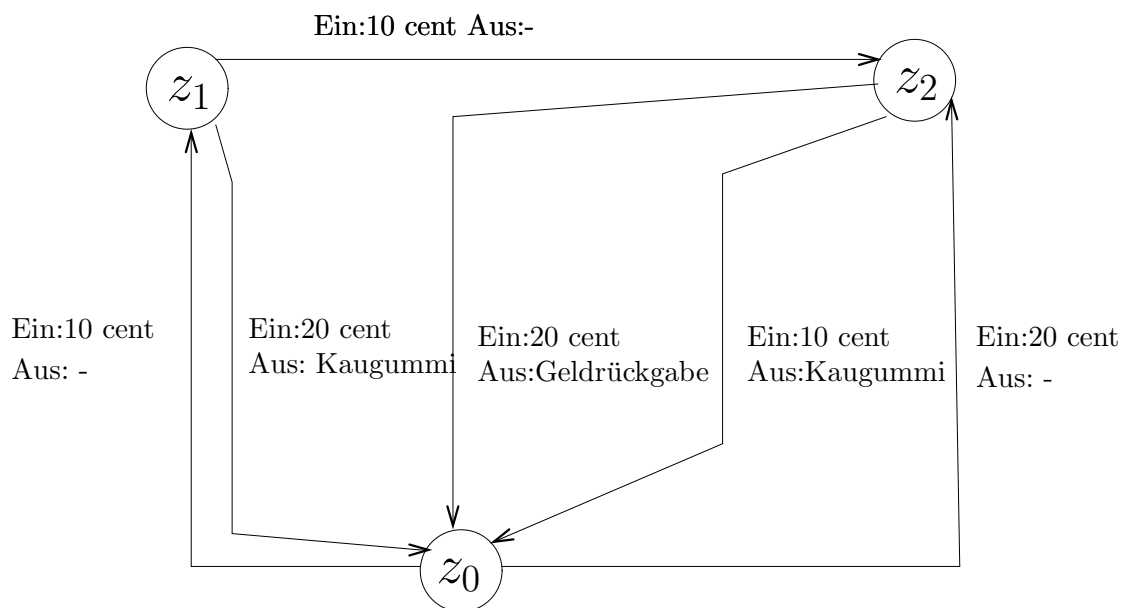 Ein:10 cent Aus:-
z1
z2
Ein:10 cent
Aus: -
Ein:20 cent
Aus: Kaugummi
Ein:20 cent
Aus:Geldrückgabe
Ein:10 cent
Aus:Kaugummi
Ein:20 cent
Aus: -
z0